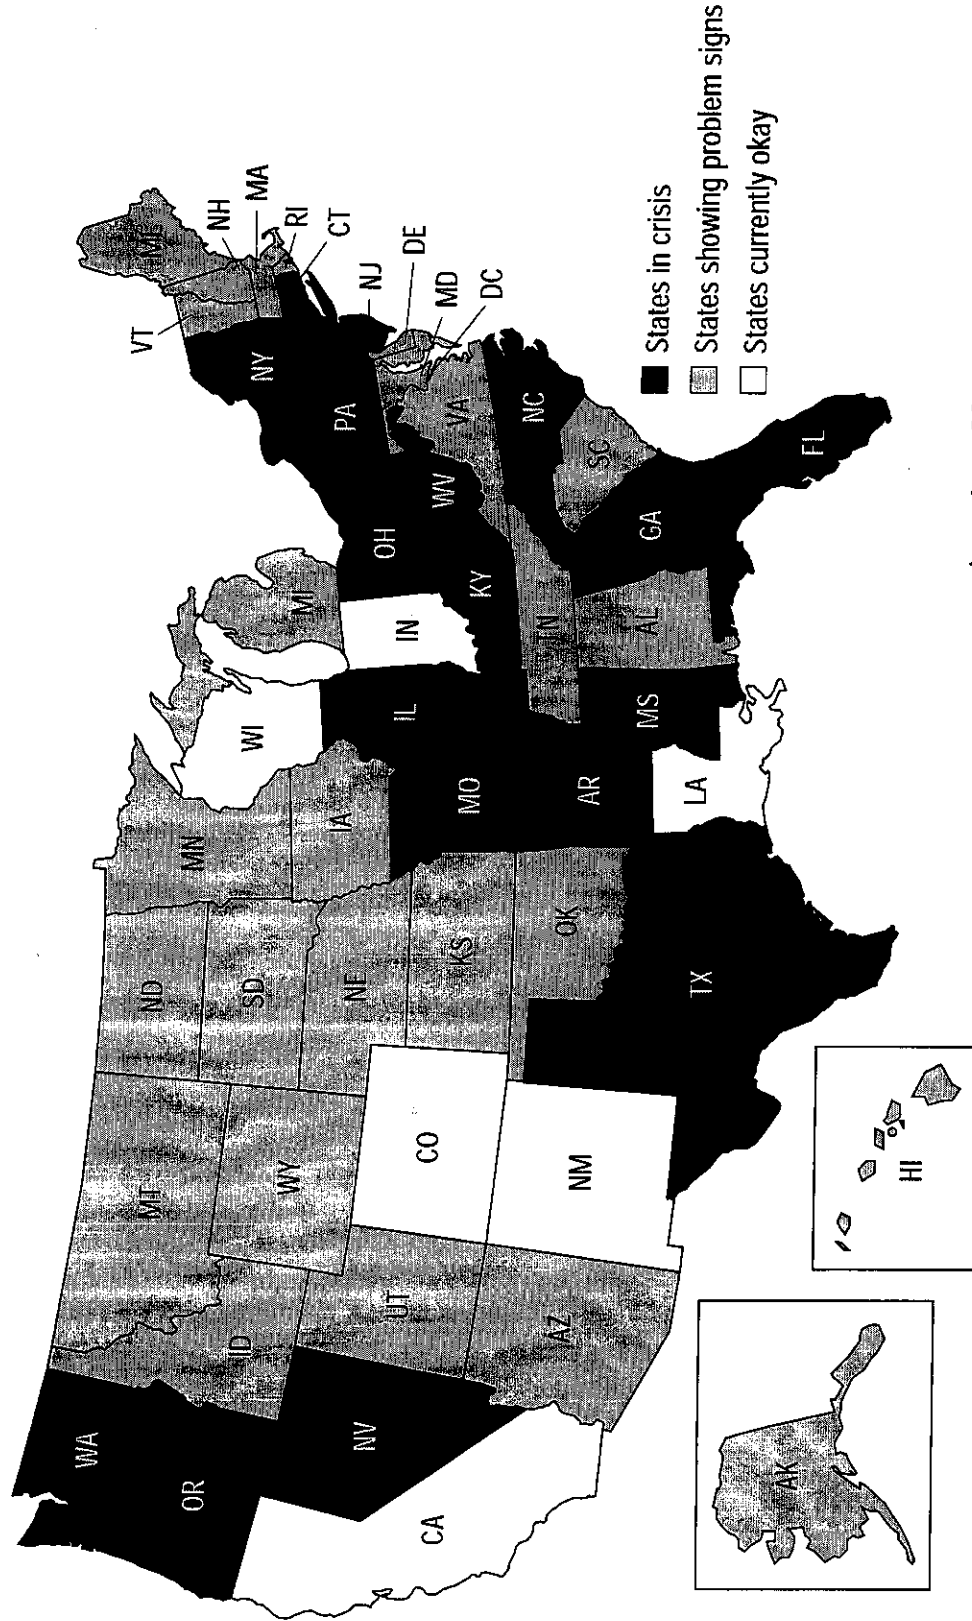 WA
OR
CA
NV
ID
MT
WY
UT
AZ
CO
NM
ND
SD
NE
KS
OK
TX
MN
IA
MO
AR
LA
WI
IL
MS
MI
IN
KY
TN
AL
OH
WV
GA
FL
SC
NC
VA
PA
NY
VT
ME
NH
MA
RI
CT
NJ
DE
MD
DC
AK
HI
States in crisis
States showing problem signs
States currently okay